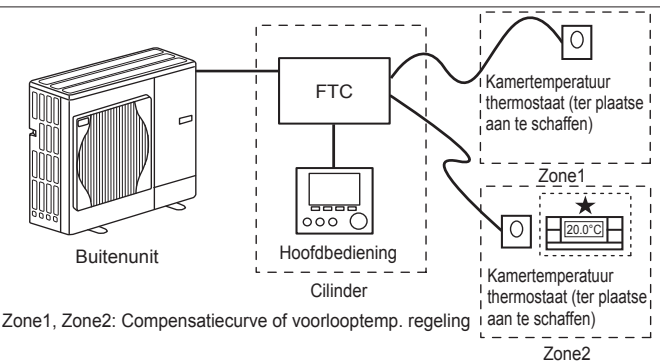 FTC
Kamertemperatuur
thermostaat (ter plaatse
aan te schaffen)
Zone1
20.0°C
Buitenunit
Hoofdbediening
Cilinder
Kamertemperatuur
thermostaat (ter plaatse
aan te schaffen)
Zone1, Zone2: Compensatiecurve of voorlooptemp. regeling
Zone2